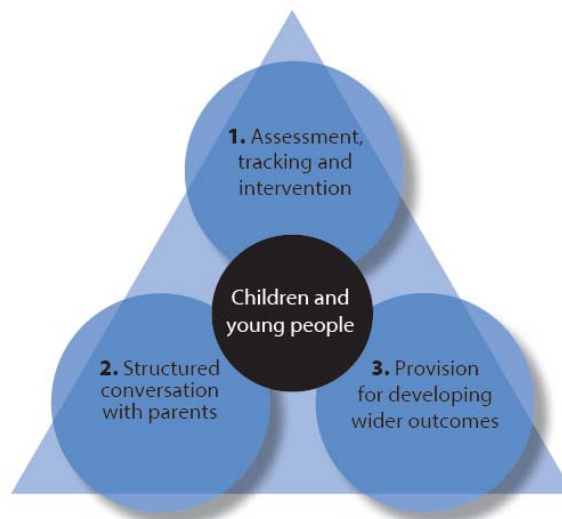 1. Assessment,
tracking and
intervention
Children and
young people
2. Structured
conversation
with parents
3. Provision
for developing
wider outcomes